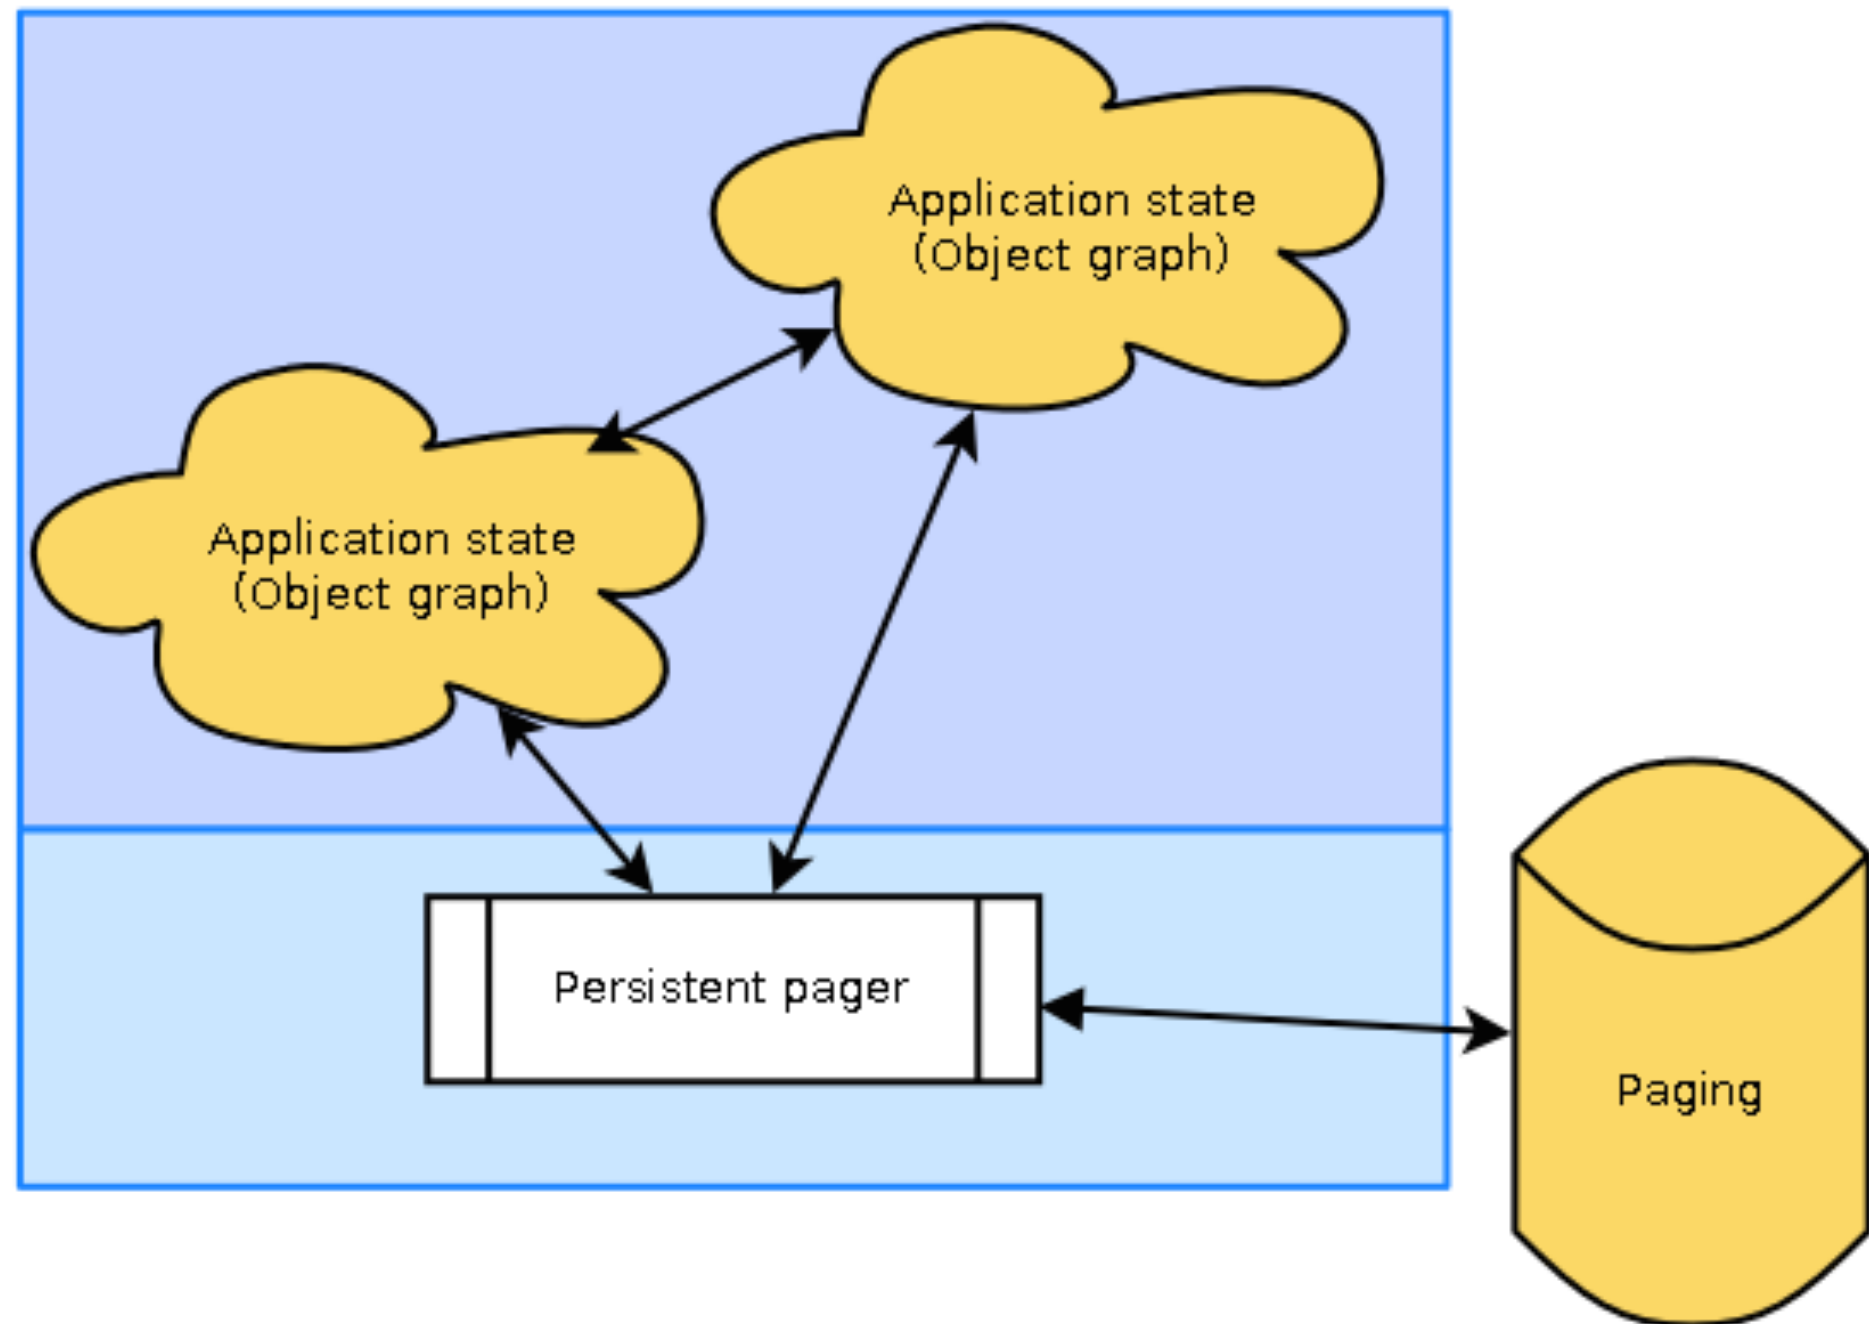 Application state
(Object graph)
Application state
(Object graph)
Persistent pager
Paging